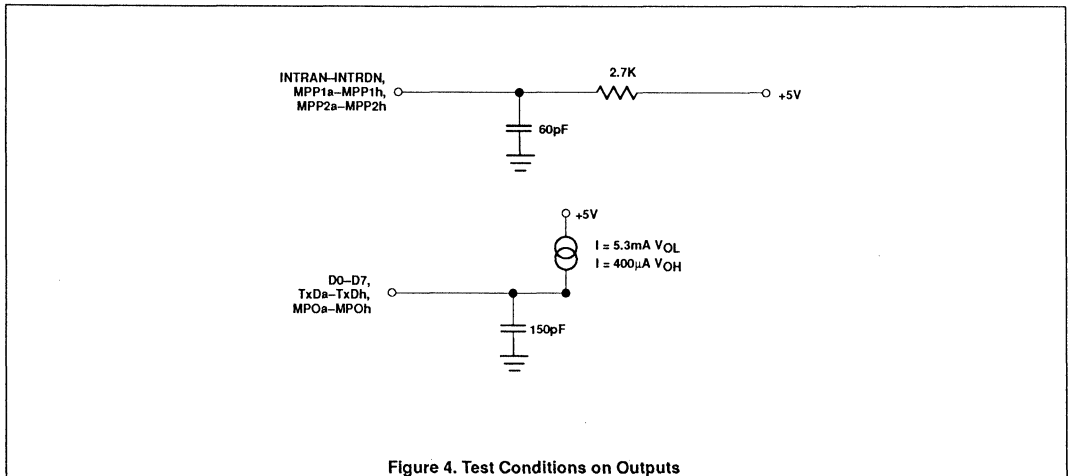 INTRAN–INTRDN,
MPP1a–MPP1h,
MPP2a–MPP2h
2.7K
+5V
60pF
+5V
I = 5.3mA VOL
I = 400μA VOH
D0–D7,
TxDa–TxDh,
MPOa–MPOh
150pF
Figure 4. Test Conditions on Outputs